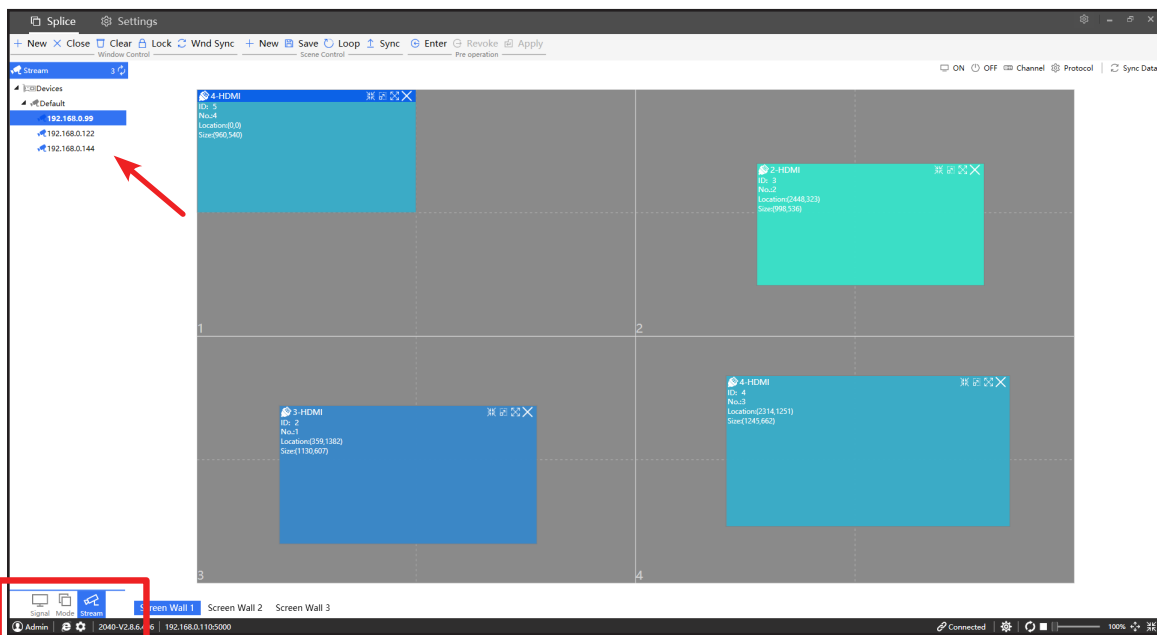 Splice Settings
New Close Clear Lock Wnd Sync New Save Loop Sync Enter Revoke Apply
Window Control Scene Control Pre operation
Stream 3
ON OFF Channel Protocol Sync Data
Devices
Default
192.168.0.99
192.168.0.122
192.168.0.144
4-HDMI
ID: 5
No.:4
Location:(0,0)
Size:(960,540)
2-HDMI
ID: 3
No.:2
Location:(2448,323)
Size:(998,536)
1
2
4-HDMI
ID: 4
No.:3
Location:(2314,1251)
Size:(1245,662)
3-HDMI
ID: 2
No.:1
Location:(359,1382)
Size:(1130,607)
3
4
Signal Mode Stream
Screen Wall 1 Screen Wall 2 Screen Wall 3
Admin 192.168.0.110:5000 Connected 100%